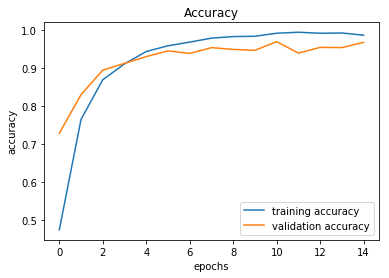 Accuracy
1.0
0.9
0.8
0.7
0.6
0.5
accuracy
training accuracy
validation accuracy
0 2 4 6 8 10 12 14
epochs